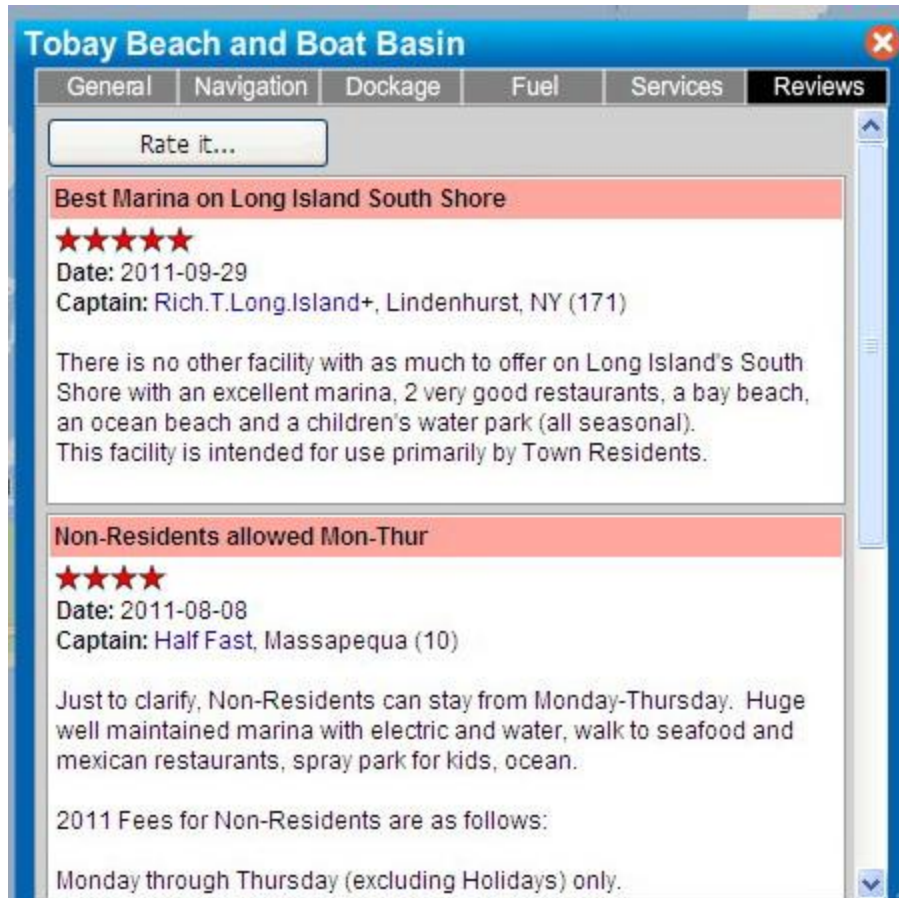 Tobay Beach and Boat Basin
General Navigation Dockage Fuel Services Reviews
Rate it...
Best Marina on Long Island South Shore
Date: 2011-09-29
Captain: Rich.T.Long.Island+, Lindenhurst, NY (171)
There is no other facility with as much to offer on Long Island's South
Shore with an excellent marina, 2 very good restaurants, a bay beach,
an ocean beach and a children's water park (all seasonal).
This facility is intended for use primarily by Town Residents.
Non-Residents allowed Mon-Thur
Date: 2011-08-08
Captain: Half Fast, Massapequa (10)
Just to clarify, Non-Residents can stay from Monday-Thursday. Huge
well maintained marina with electric and water, walk to seafood and
mexican restaurants, spray park for kids, ocean.
2011 Fees for Non-Residents are as follows:
Monday through Thursday (excluding Holidays) only.